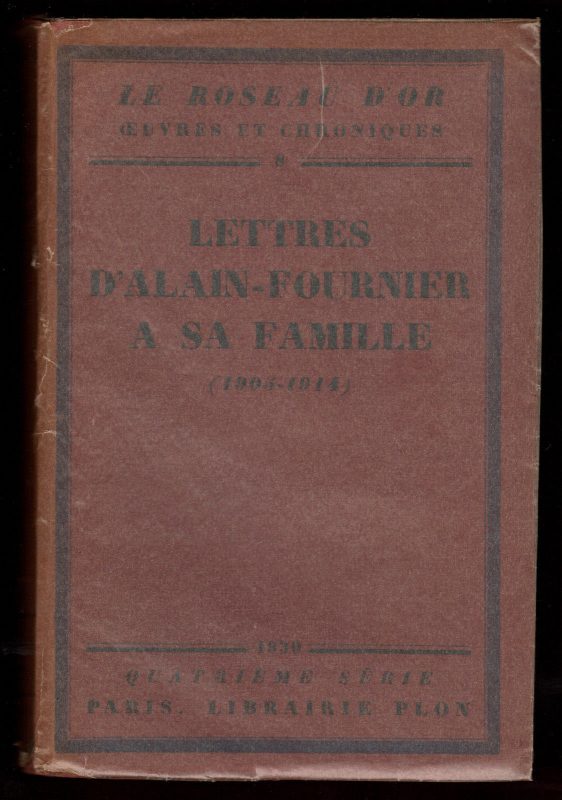 LE ROSEAU D'OR
ŒUVRES ET CHRONIQUES
8
LETTRES
D'ALAIN-FOURNIER
A SA FAMILLE
(1905-1914)
1930
QUATRIÈME SÉRIE
PARIS. LIBRAIRIE PLON